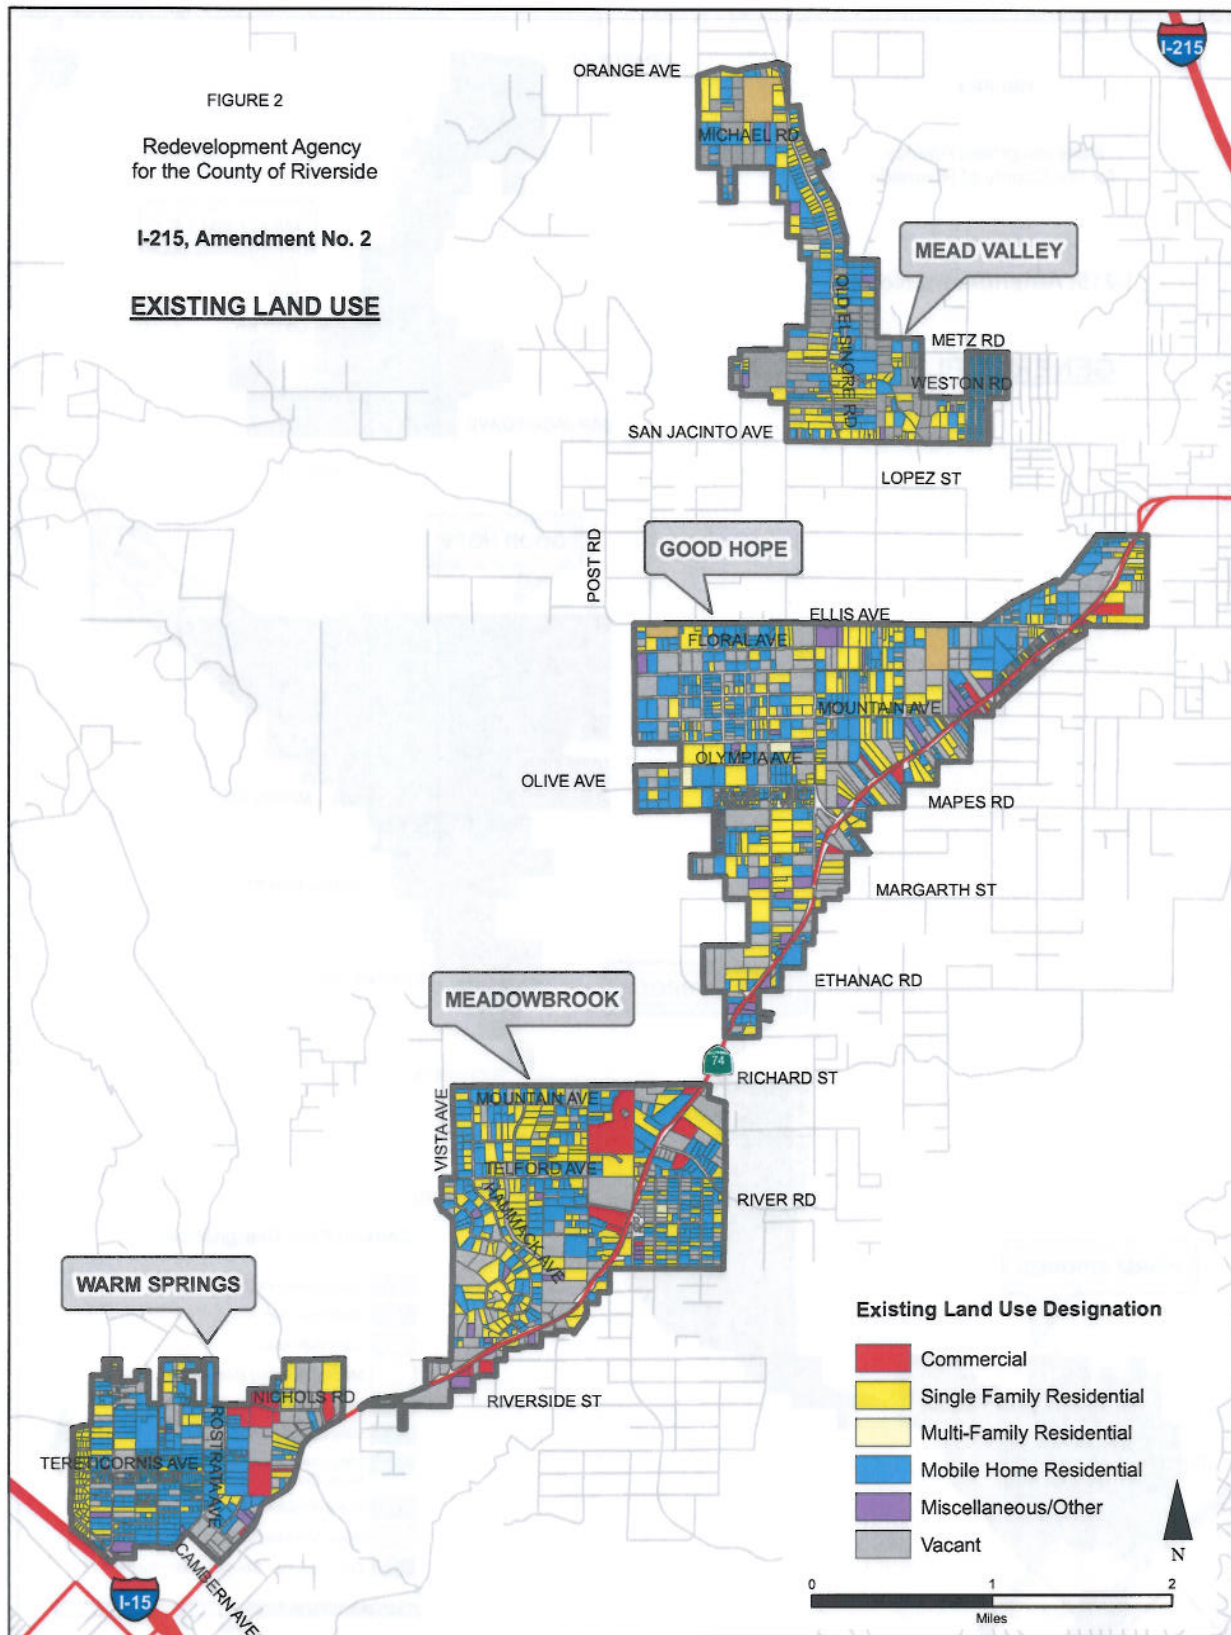 FIGURE 2
Redevelopment Agency
for the County of Riverside
I-215, Amendment No. 2
EXISTING LAND USE
I-215
ORANGE AVE
MICHAEL RD
MEAD VALLEY
OLD ELSINORE RD
METZ RD
WESTON RD
SAN JACINTO AVE
LOPEZ ST
POST RD
GOOD HOPE
ELLIS AVE
FLORAL AVE
MOUNTAIN AVE
OLYMPIA AVE
OLIVE AVE
MAPES RD
MARGARTH ST
ETHANAC RD
MEADOWBROOK
74
RICHARD ST
VISTA AVE
MOUNTAIN AVE
TELFORD AVE
HAMMACK AVE
RIVER RD
WARM SPRINGS
NICHOLS RD
RIVERSIDE ST
ROSTRATA AVE
TERETICORNIS AVE
CAMBERN AVE
I-15
Existing Land Use Designation
Commercial
Single Family Residential
Multi-Family Residential
Mobile Home Residential
Miscellaneous/Other
Vacant
N
0 1 2
Miles